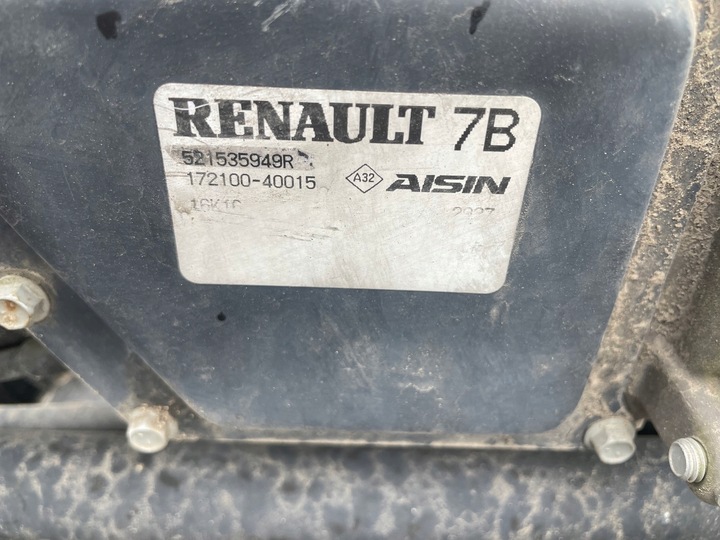 RENAULT 7B
521535949R
172100-40015 A32 AISIN